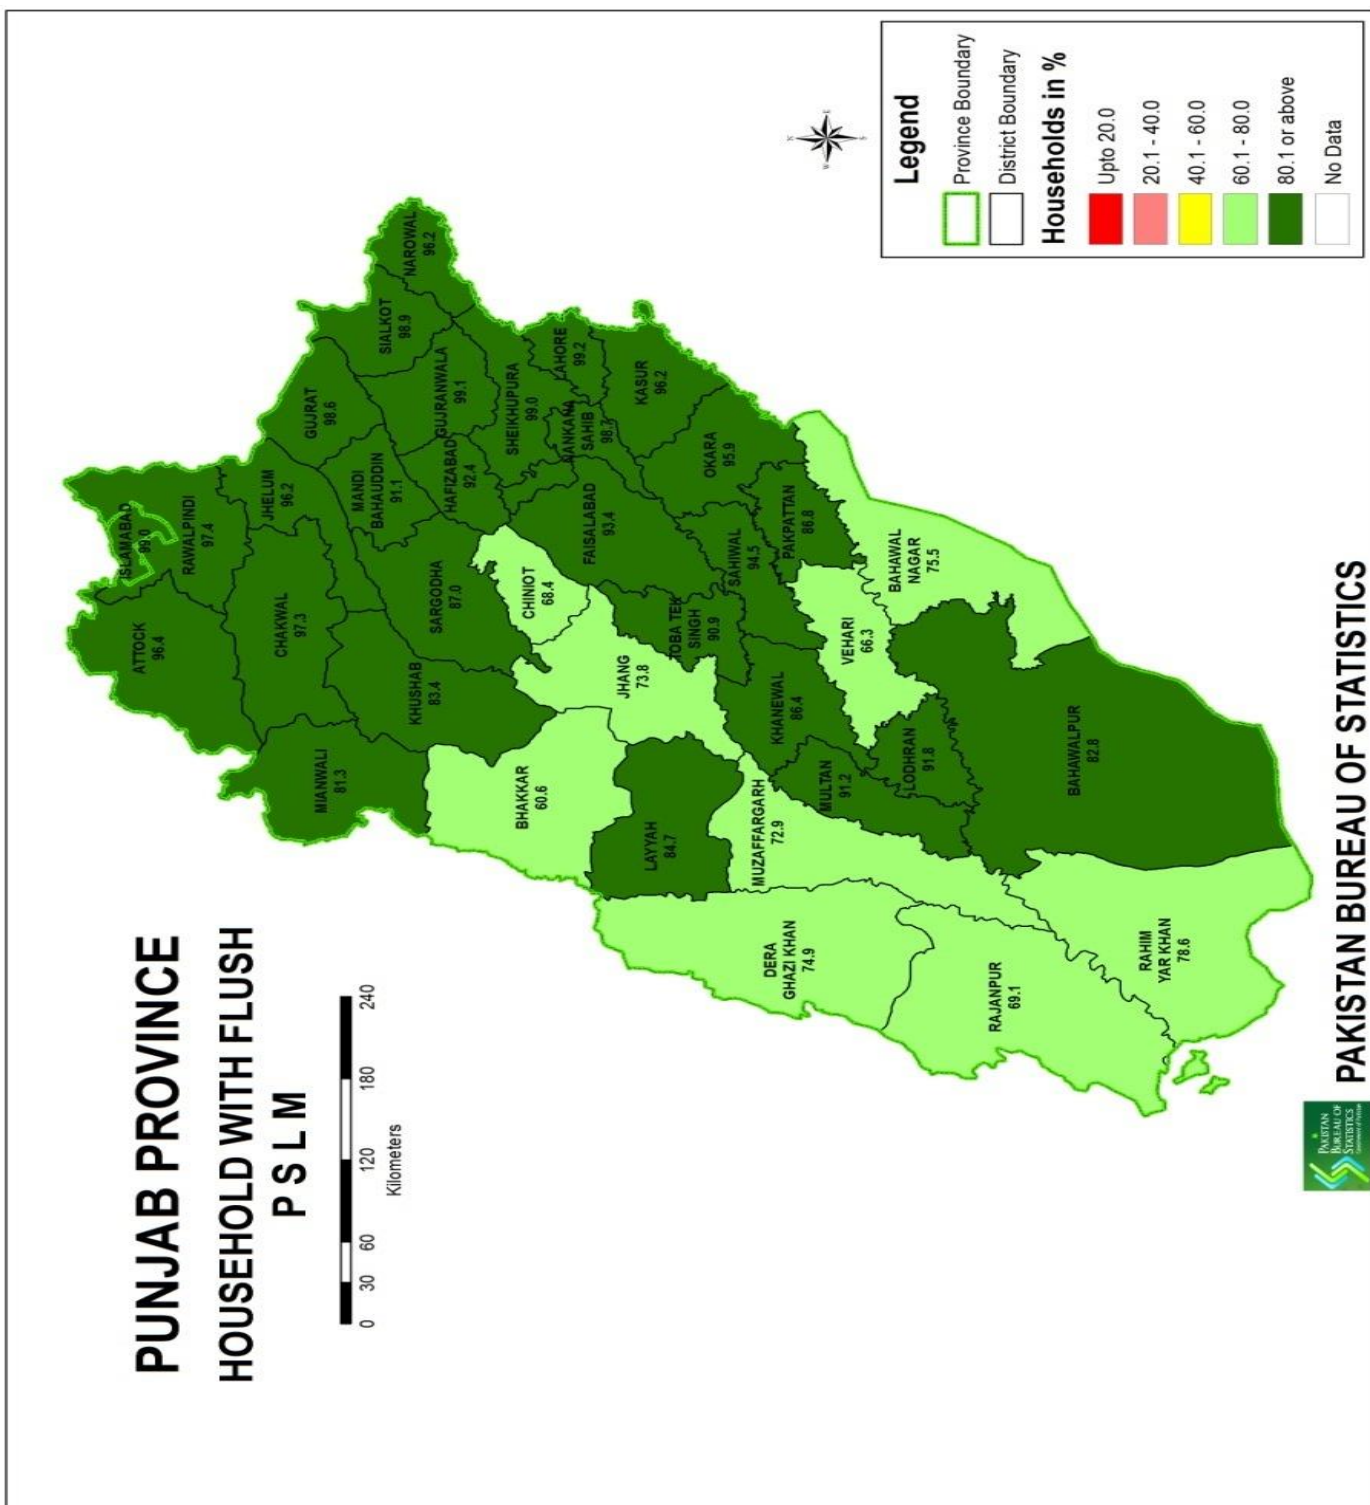 PUNJAB PROVINCE
HOUSEHOLD WITH FLUSH
P S L M
0 30 60 120 180 240
Kilometers
ATTOCK
96.4
ISLAMABAD
99.0
RAWALPINDI
97.4
CHAKWAL
97.3
JHELUM
96.2
GUJRAT
98.6
MIANWALI
81.3
KHUSHAB
83.4
SARGODHA
87.0
MANDI
BAHAUDDIN
91.1
SIALKOT
98.9
NAROWAL
96.2
GUJRANWALA
99.1
HAFIZABAD
92.4
SHEIKHUPURA
99.0
NANKANA
SAHIB
98.7
LAHORE
99.2
KASUR
96.2
BHAKKAR
60.6
CHINIOT
68.4
FAISALABAD
93.4
JHANG
73.8
TOBA TEK
SINGH
90.9
OKARA
95.9
SAHIWAL
94.5
PAKPATTAN
86.8
LAYYAH
84.7
MUZAFFARGARH
72.9
KHANEWAL
86.4
MULTAN
91.2
VEHARI
66.3
LODHRAN
91.8
BAHAWAL
NAGAR
75.5
BAHAWALPUR
82.8
DERA
GHAZI KHAN
74.9
RAJANPUR
69.1
RAHIM
YAR KHAN
78.6
N
W
E
S
Legend
Province Boundary
District Boundary
Households in %
Upto 20.0
20.1 - 40.0
40.1 - 60.0
60.1 - 80.0
80.1 or above
No Data
PAKISTAN
BUREAU OF
STATISTICS
PAKISTAN BUREAU OF STATISTICS